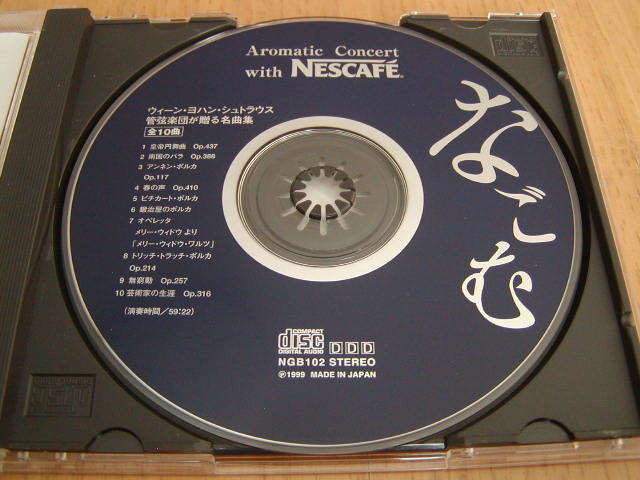 Aromatic Concert
with NESCAFÉ®
ウィーン・ヨハン・シュトラウス
管弦楽団が贈る名曲集
全10曲
1 皇帝円舞曲 Op.437
2 南国のバラ Op.388
3 アンネン・ポルカ
Op.117
4 春の声 Op.410
5 ピチカート・ポルカ
6 鍛冶屋のポルカ
7 オペレッタ
メリー・ウィドウ より
「メリー・ウィドウ・ワルツ」
8 トリッチ・トラッチ・ポルカ
Op.214
9 無窮動 Op.257
10 芸術家の生涯 Op.316
(演奏時間/59:22)
なごむ
COMPACT
disc
DIGITAL AUDIO
DDD
NGB102 STEREO
Ⓟ1999 MADE IN JAPAN